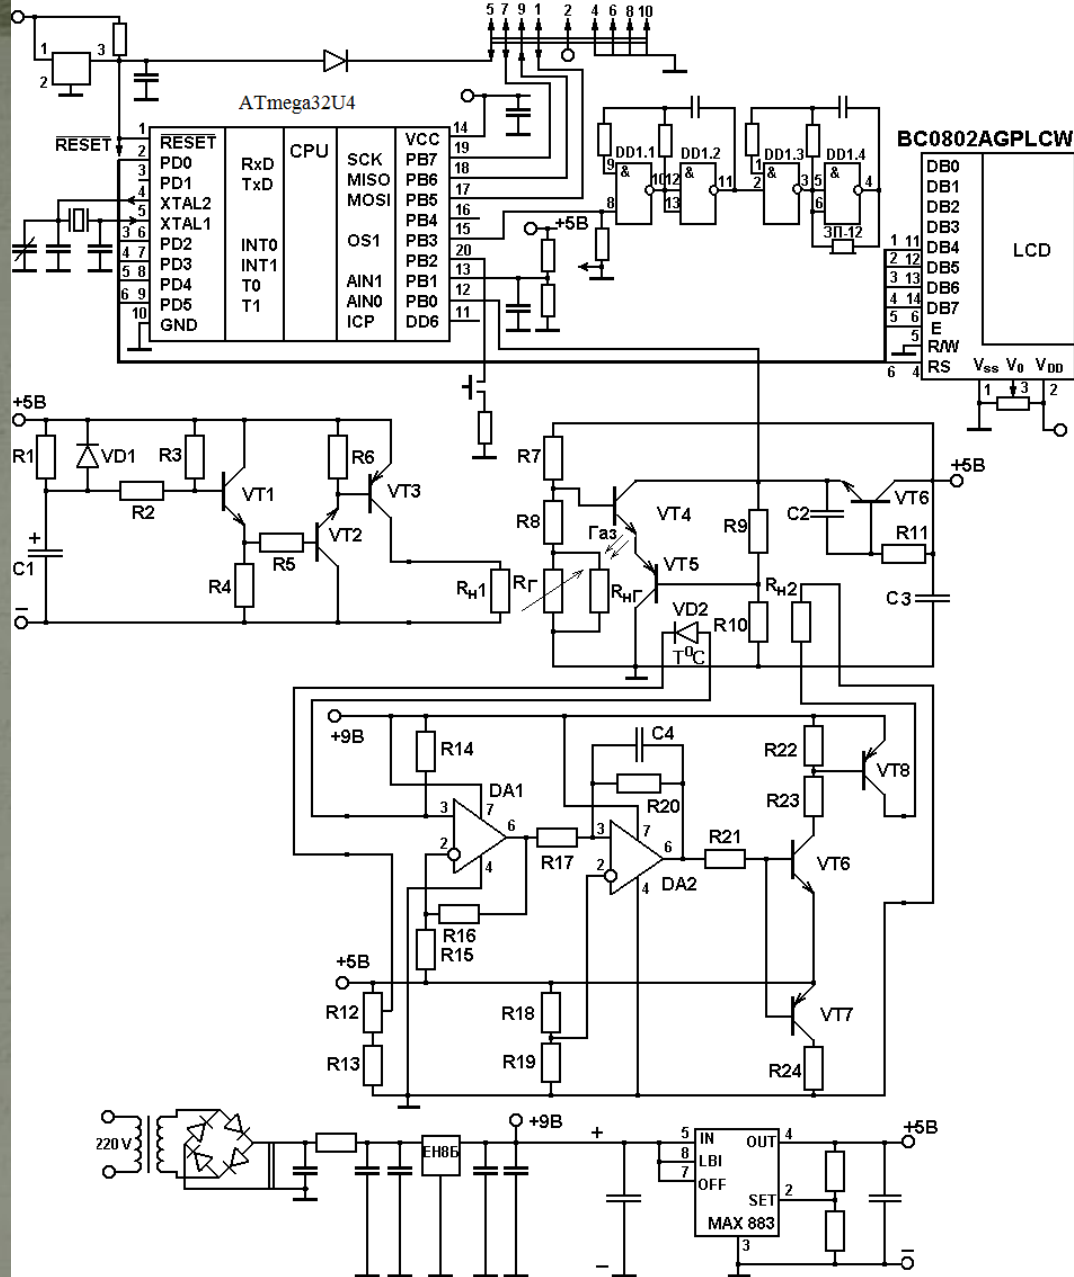 5 7 9 1 2 4 6 8 10
1 3
2
ATmega32U4
RESET
1 RESET RxD CPU VCC 14
2 PD0 TxD SCK PB7 19
3 PD1 MISO PB6 18
4 XTAL2 MOSI PB5 17
5 XTAL1 PB4 16
3 6 PD2 INT0 OS1 PB3 15
4 7 PD3 INT1 PB2 20
5 8 PD4 T0 AIN1 PB1 13
6 9 PD5 T1 AIN0 PB0 12
10 GND ICP DD6 11
+5В
DD1.1 DD1.2 DD1.3 DD1.4
9 & 10 12 & 11 1 & 3 5 & 4
8 13 2 6
ЗП-12
BC0802AGPLCW
DB0
DB1
DB2
DB3
LCD
1 11 DB4
2 12 DB5
3 13 DB6
4 14 DB7
5 6 E
5 R/W
6 4 RS
Vss V0 VDD
1 3 2
+5В
R1 VD1 R3 R6
R2 VT1 VT3
VT2
+ C1 R4 R5 Rн1
−
R7 +5В
R8 VT4 R9 C2 VT6
Газ R11
Rг Rнг VT5 Rн2
VD2 R10 C3
T⁰C
+9В
R14 C4 R22
VT8
DA1 R20 R23
3 7 6 R17 3 7 6 R21
2 4 2 4 DA2 VT6
R16
R15
+5В
R12 R18 VT7
R13 R19 R24
220 V
ЕН8Б
+9В
+
−
5 IN OUT 4
8 LBI
7 OFF
SET 2
MAX 883
3
+5В
−